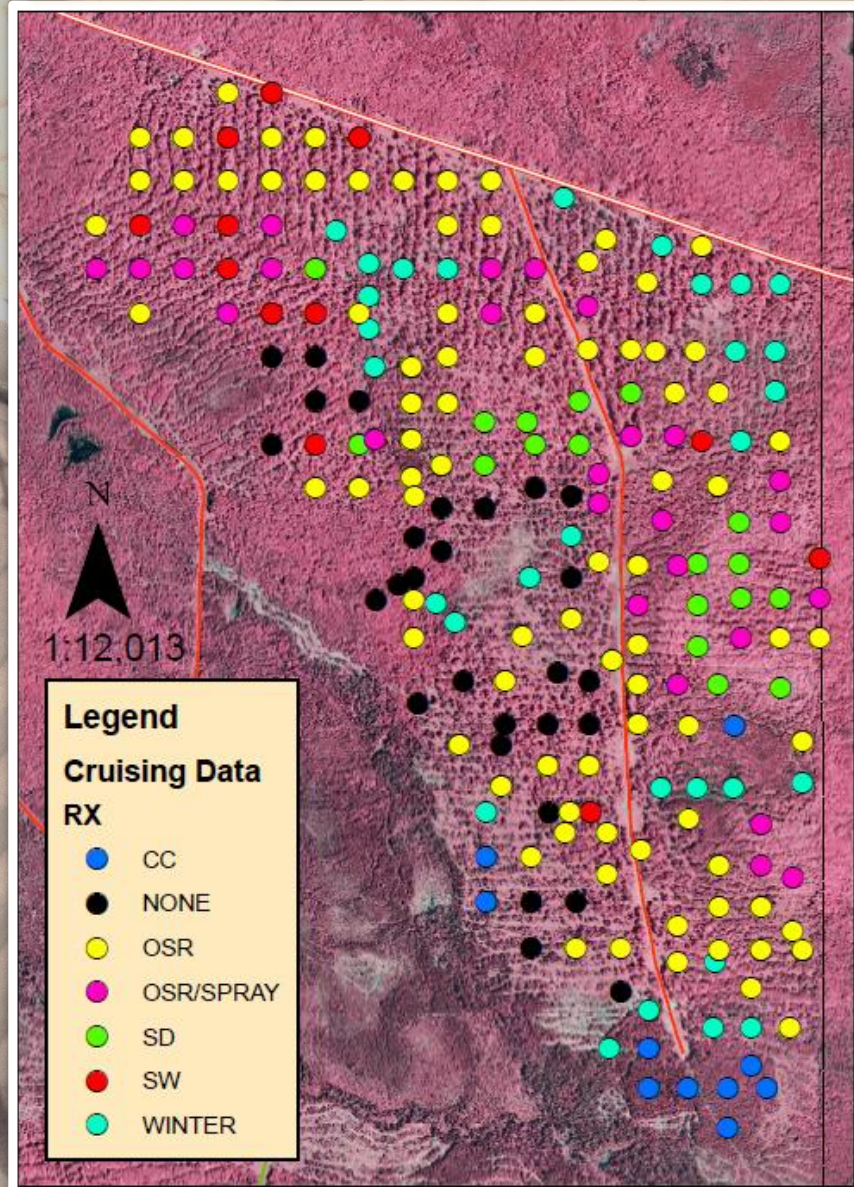 N
1:12,013
Legend
Cruising Data
RX
CC
NONE
OSR
OSR/SPRAY
SD
SW
WINTER